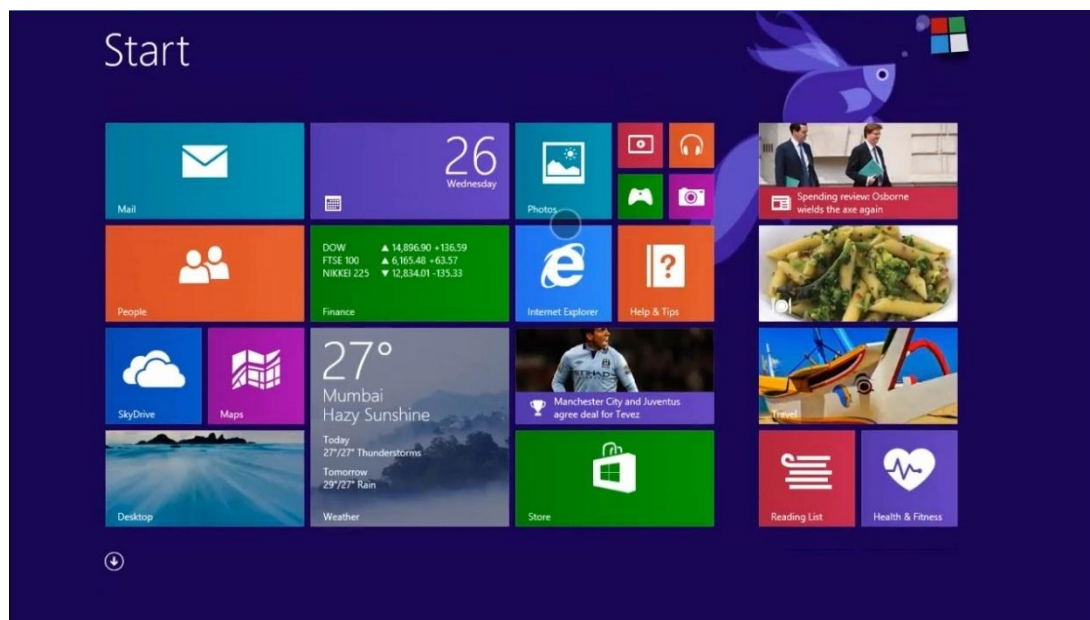 Start
Mail
26
Wednesday
Photos
Spending review: Osborne
wields the axe again
People
DOW ▲ 14,896.90 +136.59
FTSE 100 ▲ 6,165.48 +63.57
NIKKEI 225 ▼ 12,834.01 -135.33
Finance
Internet Explorer
Help & Tips
SkyDrive
Maps
27°
Mumbai
Hazy Sunshine
Today
27°/27° Thunderstorms
Tomorrow
29°/27° Rain
Weather
Manchester City and Juventus
agree deal for Tevez
Travel
Desktop
Store
Reading List
Health & Fitness